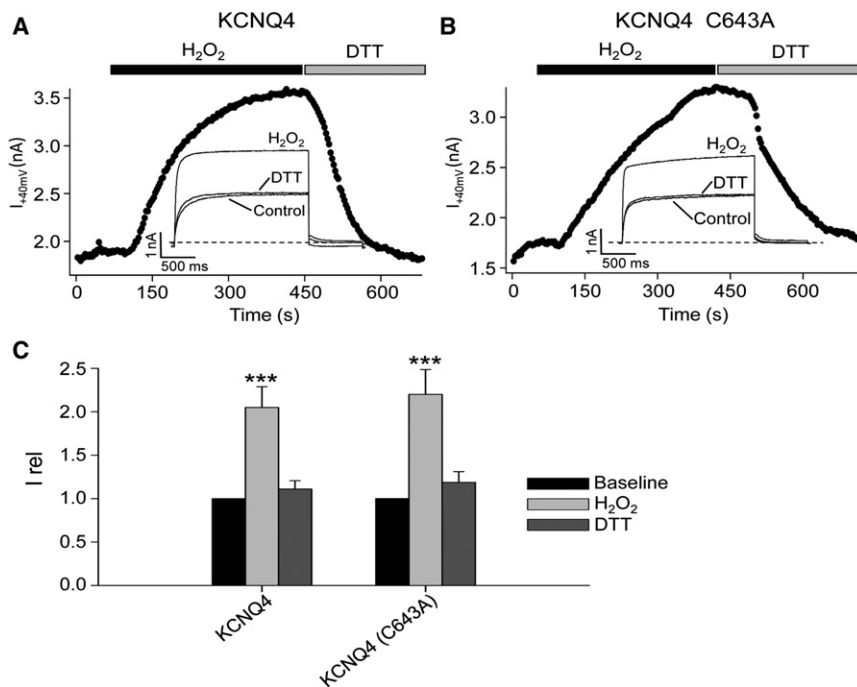 A
KCNQ4
H₂O₂
DTT
I+40mV (nA)
3.5
3.0
2.5
2.0
H₂O₂
DTT
Control
1 nA
500 ms
0
150
300
450
600
Time (s)
B
KCNQ4 C643A
H₂O₂
DTT
I+40mV (nA)
3.0
2.5
2.0
1.5
H₂O₂
DTT
Control
1 nA
500 ms
0
150
300
450
600
Time (s)
C
I rel
2.5
2.0
1.5
1.0
0.5
0.0
***
***
KCNQ4
KCNQ4 (C643A)
Baseline
H₂O₂
DTT